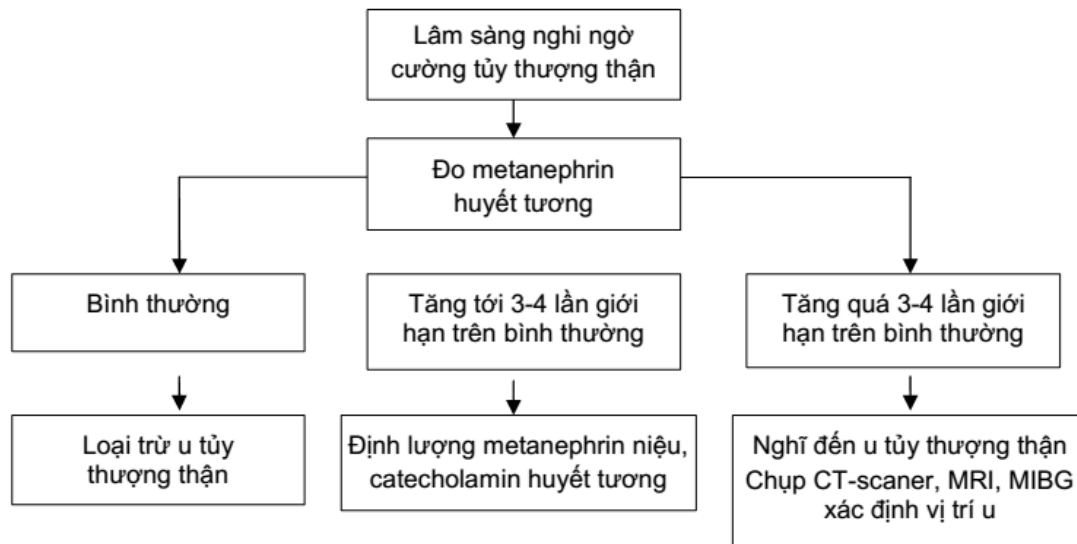 Lâm sàng nghi ngờ
cường tủy thượng thận
Đo metanephrin
huyết tương
Bình thường
Tăng tới 3-4 lần giới
hạn trên bình thường
Tăng quá 3-4 lần giới
hạn trên bình thường
Loại trừ u tủy
thượng thận
Định lượng metanephrin niệu,
catecholamin huyết tương
Nghĩ đến u tủy thượng thận
Chụp CT-scaner, MRI, MIBG
xác định vị trí u